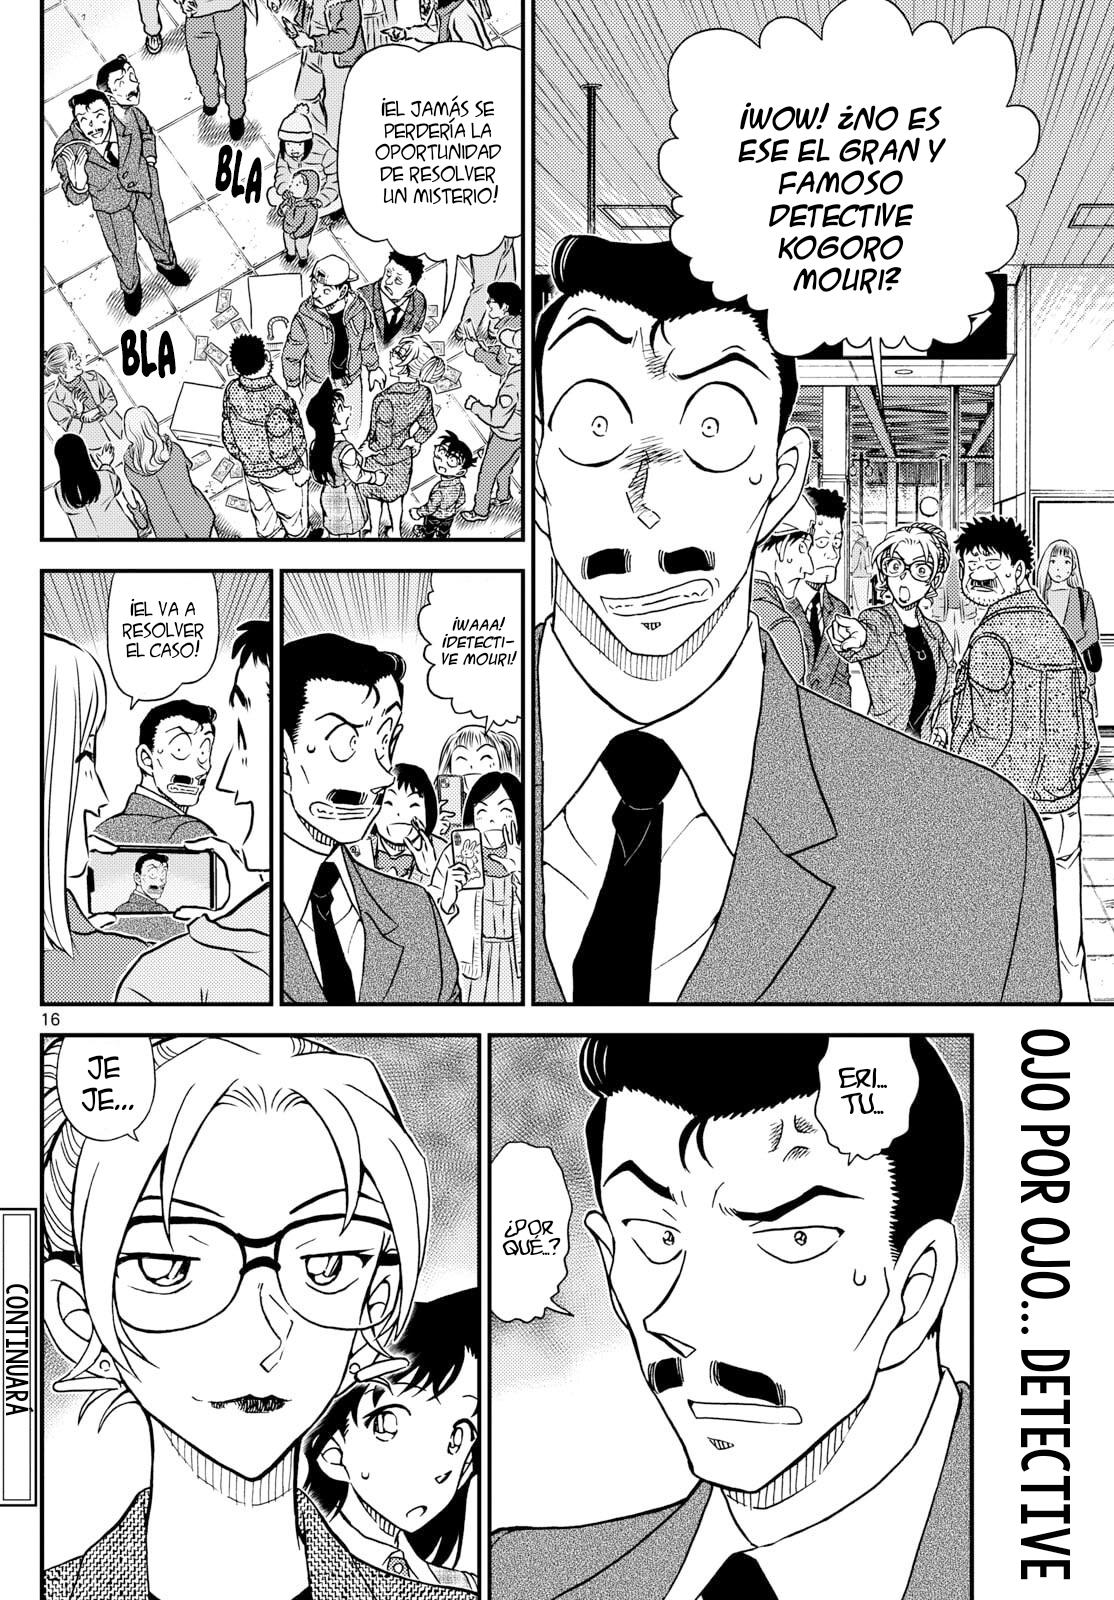 ¡WOW! ¿NO ES
ESE EL GRAN Y
FAMOSO
DETECTIVE
KOGORO
MOURI?
¡EL JAMÁS SE
PERDERÍA LA
OPORTUNIDAD
DE RESOLVER
UN MISTERIO!
BLA
BLA
¡WAAA!
¡DETECTI-
VE MOURI!
¡EL VA A
RESOLVER
EL CASO!
16
ERI...
TU...
¿POR
QUÉ...?
JE
JE...
OJO POR OJO... DETECTIVE
CONTINUARÁ